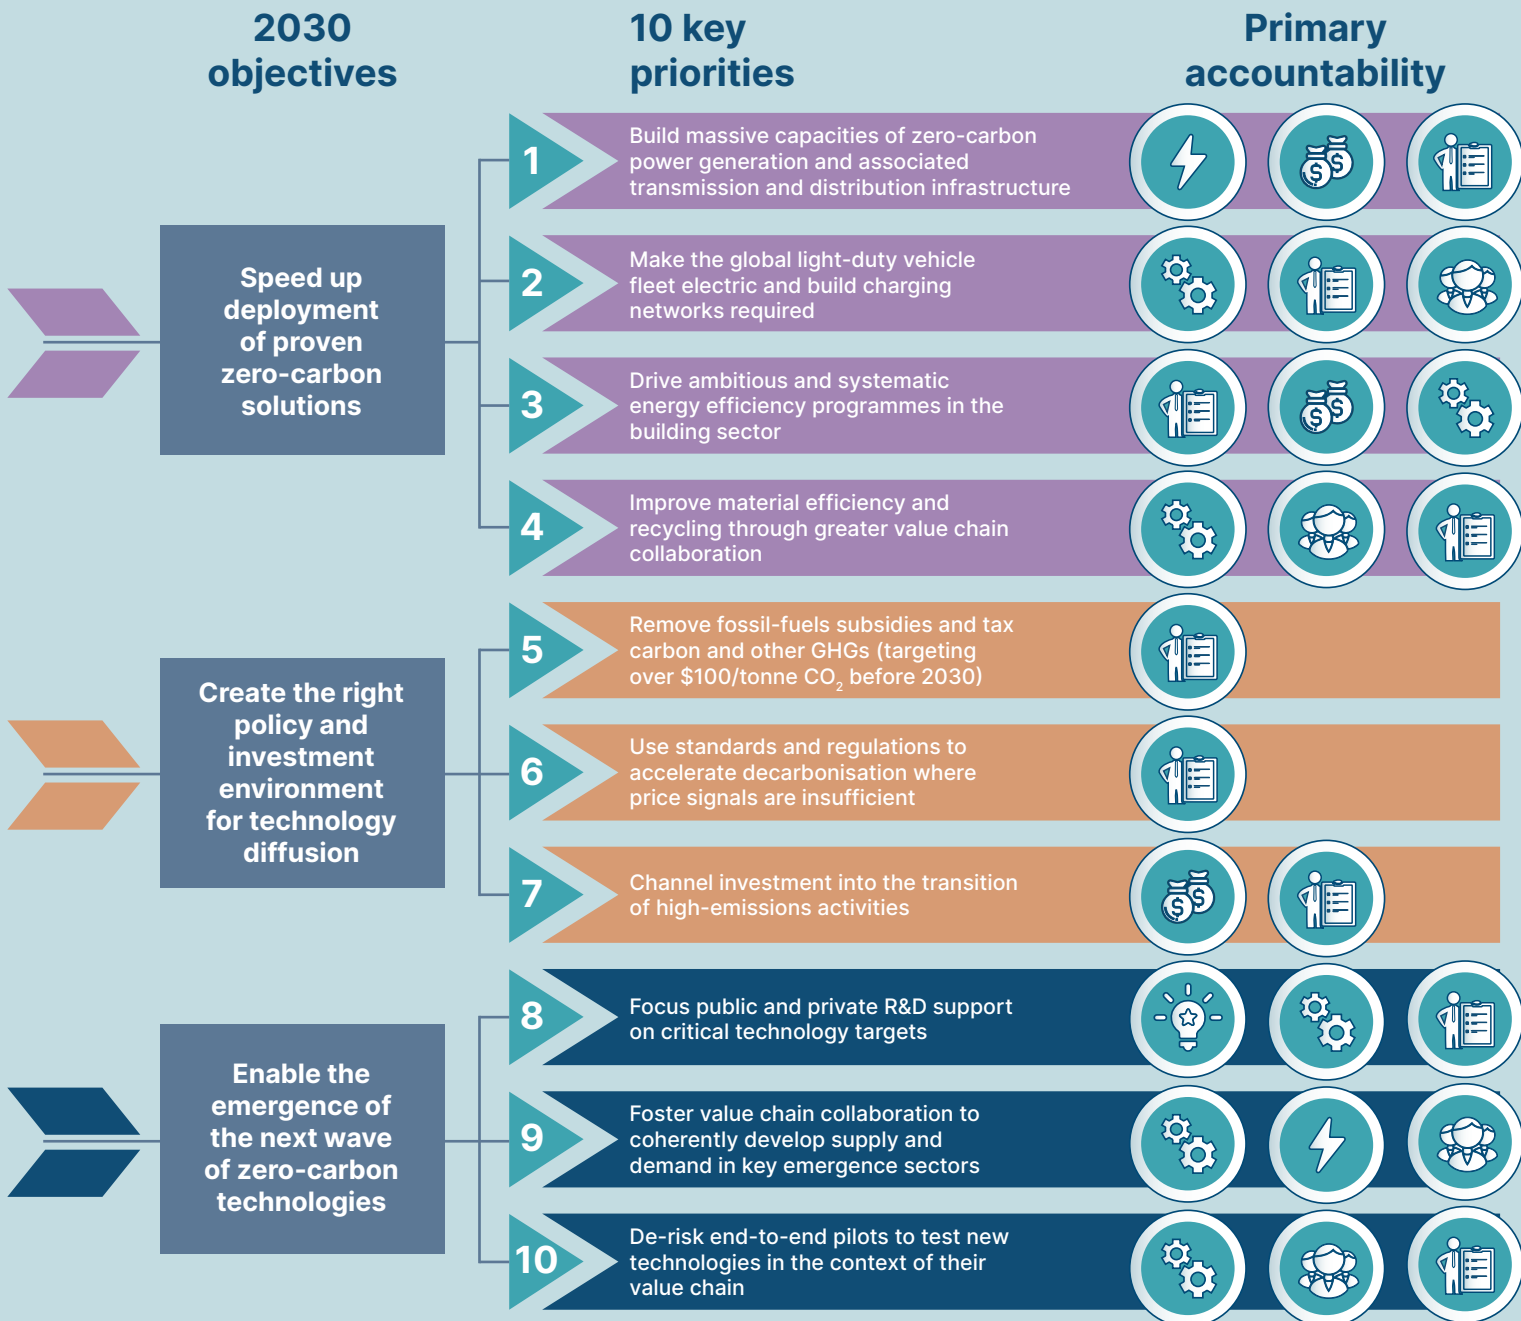 2030
objectives
10 key
priorities
Primary
accountability
Speed up
deployment
of proven
zero-carbon
solutions
1
Build massive capacities of zero-carbon
power generation and associated
transmission and distribution infrastructure
2
Make the global light-duty vehicle
fleet electric and build charging
networks required
3
Drive ambitious and systematic
energy efficiency programmes in the
building sector
4
Improve material efficiency and
recycling through greater value chain
collaboration
Create the right
policy and
investment
environment
for technology
diffusion
5
Remove fossil-fuels subsidies and tax
carbon and other GHGs (targeting
over $100/tonne CO₂ before 2030)
6
Use standards and regulations to
accelerate decarbonisation where
price signals are insufficient
7
Channel investment into the transition
of high-emissions activities
Enable the
emergence of
the next wave
of zero-carbon
technologies
8
Focus public and private R&D support
on critical technology targets
9
Foster value chain collaboration to
coherently develop supply and
demand in key emergence sectors
10
De-risk end-to-end pilots to test new
technologies in the context of their
value chain